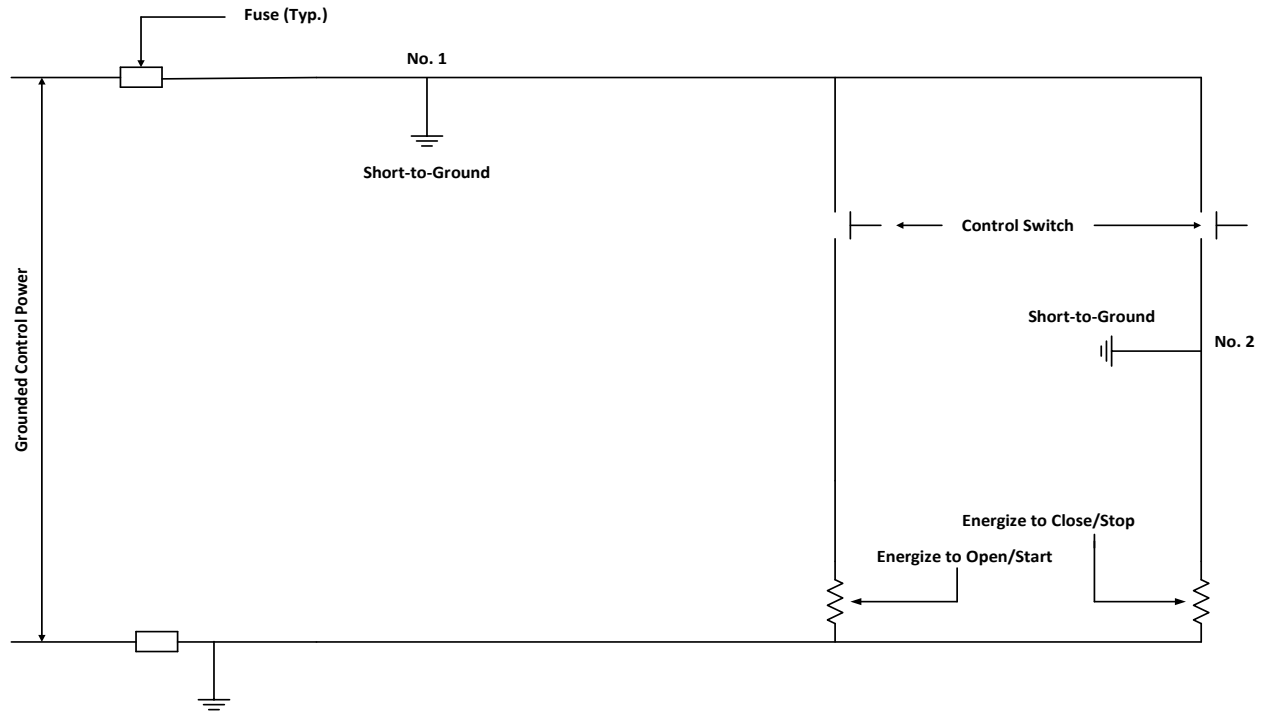 Fuse (Typ.)
No. 1
Short-to-Ground
Control Switch
Grounded Control Power
Short-to-Ground
No. 2
Energize to Close/Stop
Energize to Open/Start